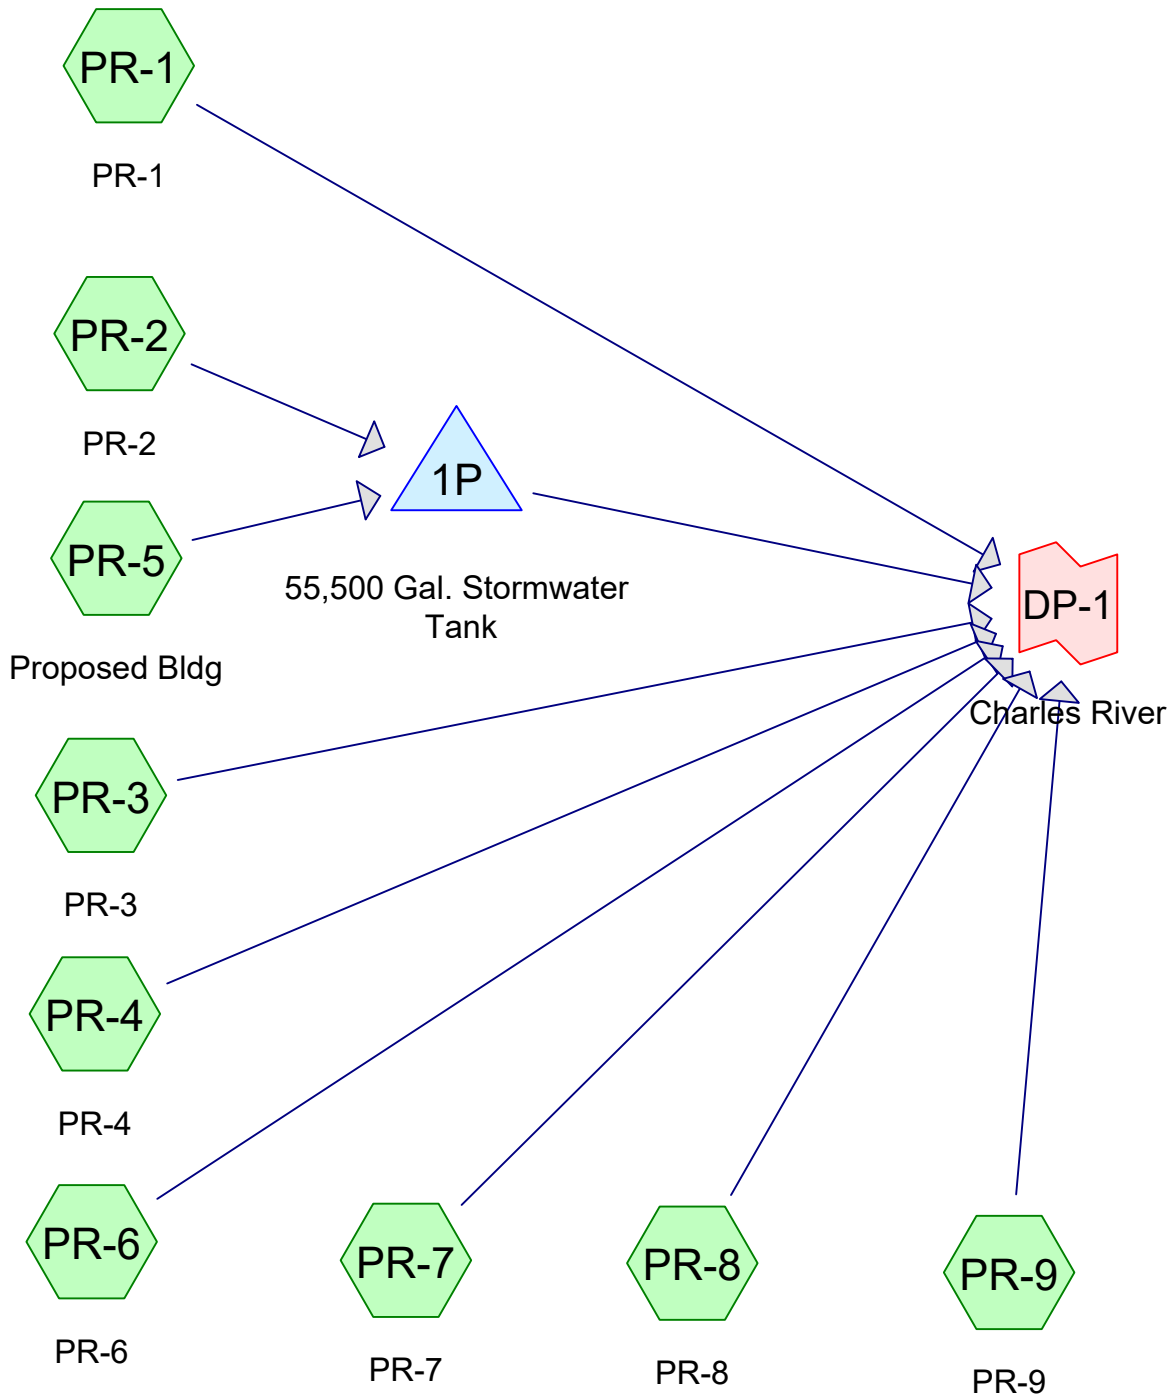 PR-1
PR-1
PR-2
PR-2
1P
55,500 Gal. Stormwater
Tank
PR-5
Proposed Bldg
DP-1
Charles River
PR-3
PR-3
PR-4
PR-4
PR-6
PR-6
PR-7
PR-7
PR-8
PR-8
PR-9
PR-9